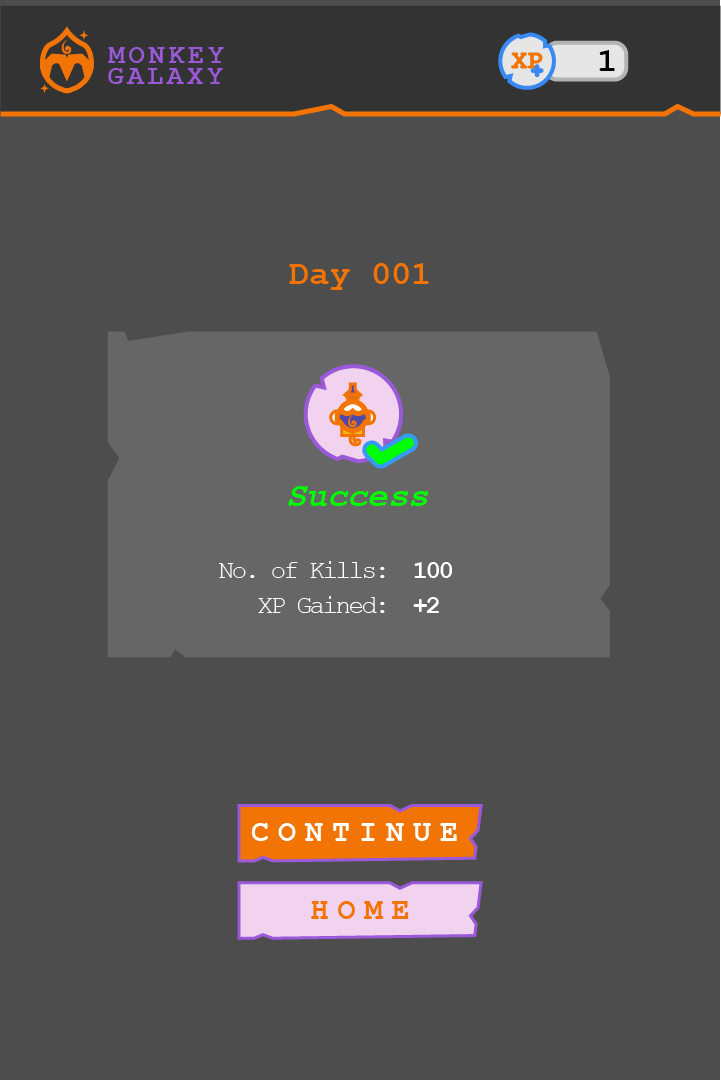 MONKEY
GALAXY
XP
1
Day 001
Success
No. of Kills: 100
XP Gained: +2
CONTINUE
HOME